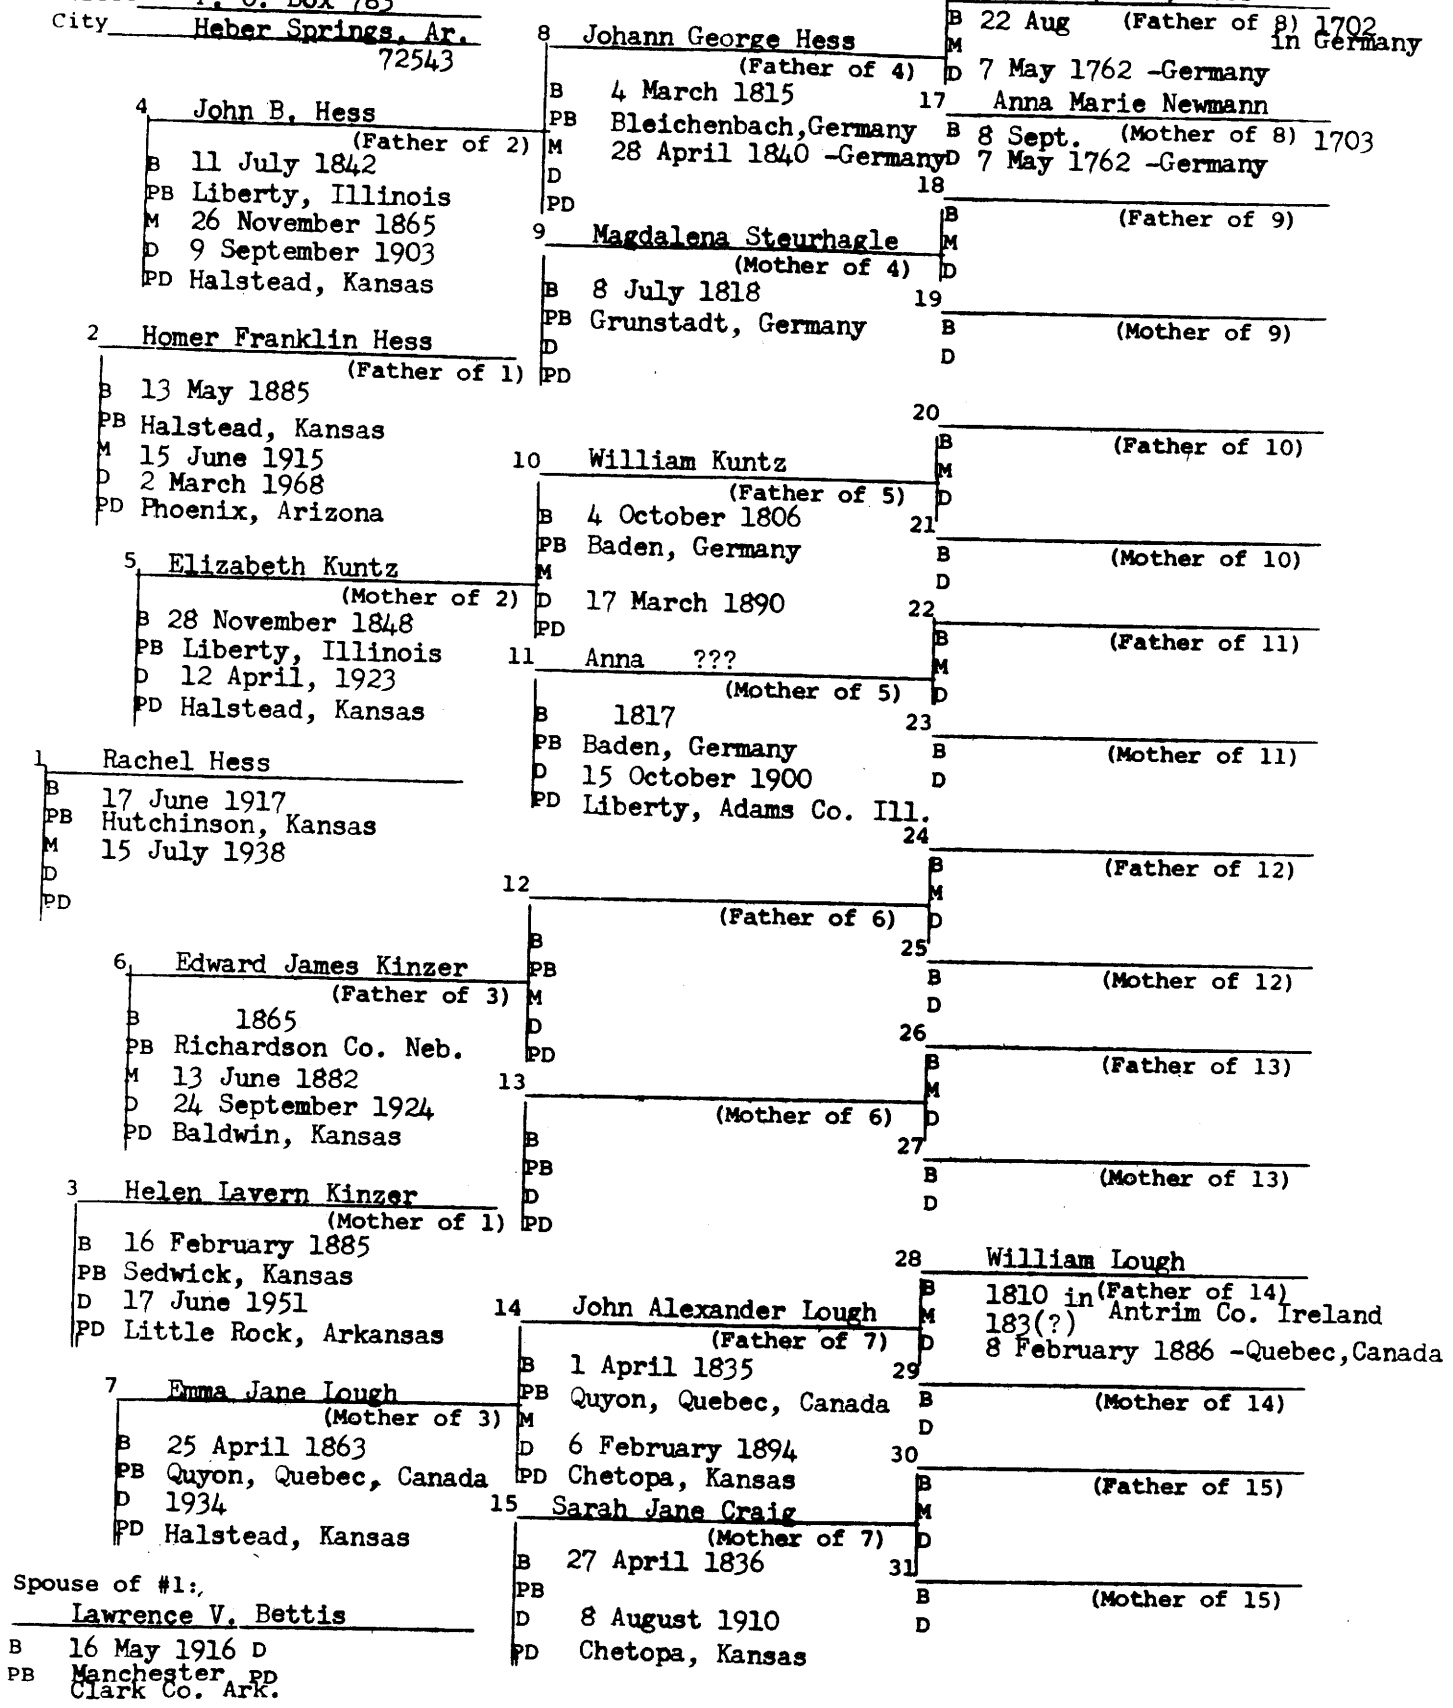 P. O. Box 785
City Heber Springs, Ar.
72543
4 John B. Hess
(Father of 2)
B 11 July 1842
PB Liberty, Illinois
M 26 November 1865
D 9 September 1903
PD Halstead, Kansas
2 Homer Franklin Hess
(Father of 1)
B 13 May 1885
PB Halstead, Kansas
M 15 June 1915
D 2 March 1968
PD Phoenix, Arizona
5 Elizabeth Kuntz
(Mother of 2)
B 28 November 1848
PB Liberty, Illinois
D 12 April, 1923
PD Halstead, Kansas
1 Rachel Hess
B 17 June 1917
PB Hutchinson, Kansas
M 15 July 1938
D
PD
6 Edward James Kinzer
(Father of 3)
B 1865
PB Richardson Co. Neb.
M 13 June 1882
D 24 September 1924
PD Baldwin, Kansas
3 Helen Lavern Kinzer
(Mother of 1)
B 16 February 1885
PB Sedwick, Kansas
D 17 June 1951
PD Little Rock, Arkansas
7 Emma Jane Lough
(Mother of 3)
B 25 April 1863
PB Quyon, Quebec, Canada
D 1934
PD Halstead, Kansas
Spouse of #1:
Lawrence V. Bettis
B 16 May 1916 D
PB Manchester PD
Clark Co. Ark.
8 Johann George Hess
(Father of 4)
B 4 March 1815
PB Bleichenbach,Germany
M 28 April 1840 -Germany
D
PD
9 Magdalena Steurhagle
(Mother of 4)
B 8 July 1818
PB Grunstadt, Germany
D
PD
10 William Kuntz
(Father of 5)
B 4 October 1806
PB Baden, Germany
M
D 17 March 1890
PD
11 Anna ???
(Mother of 5)
B 1817
PB Baden, Germany
D 15 October 1900
PD Liberty, Adams Co. Ill.
12
(Father of 6)
B
PB
M
D
PD
13
(Mother of 6)
B
PB
D
PD
14 John Alexander Lough
(Father of 7)
B 1 April 1835
PB Quyon, Quebec, Canada
M
D 6 February 1894
PD Chetopa, Kansas
15 Sarah Jane Craig
(Mother of 7)
B 27 April 1836
PB
D 8 August 1910
PD Chetopa, Kansas
B 22 Aug (Father of 8) 1702
in Germany
M
D 7 May 1762 -Germany
17 Anna Marie Newmann
B 8 Sept. (Mother of 8) 1703
D 7 May 1762 -Germany
18
B (Father of 9)
M
D
19
B (Mother of 9)
D
20
B (Father of 10)
M
D
21
B (Mother of 10)
D
22
B (Father of 11)
M
D
23
B (Mother of 11)
D
24
B (Father of 12)
M
D
25
B (Mother of 12)
D
26
B (Father of 13)
M
D
27
B (Mother of 13)
D
28 William Lough
B 1810 in (Father of 14)
Antrim Co. Ireland
M 183(?)
D 8 February 1886 -Quebec,Canada
29
B (Mother of 14)
D
30
B (Father of 15)
M
D
31
B (Mother of 15)
D